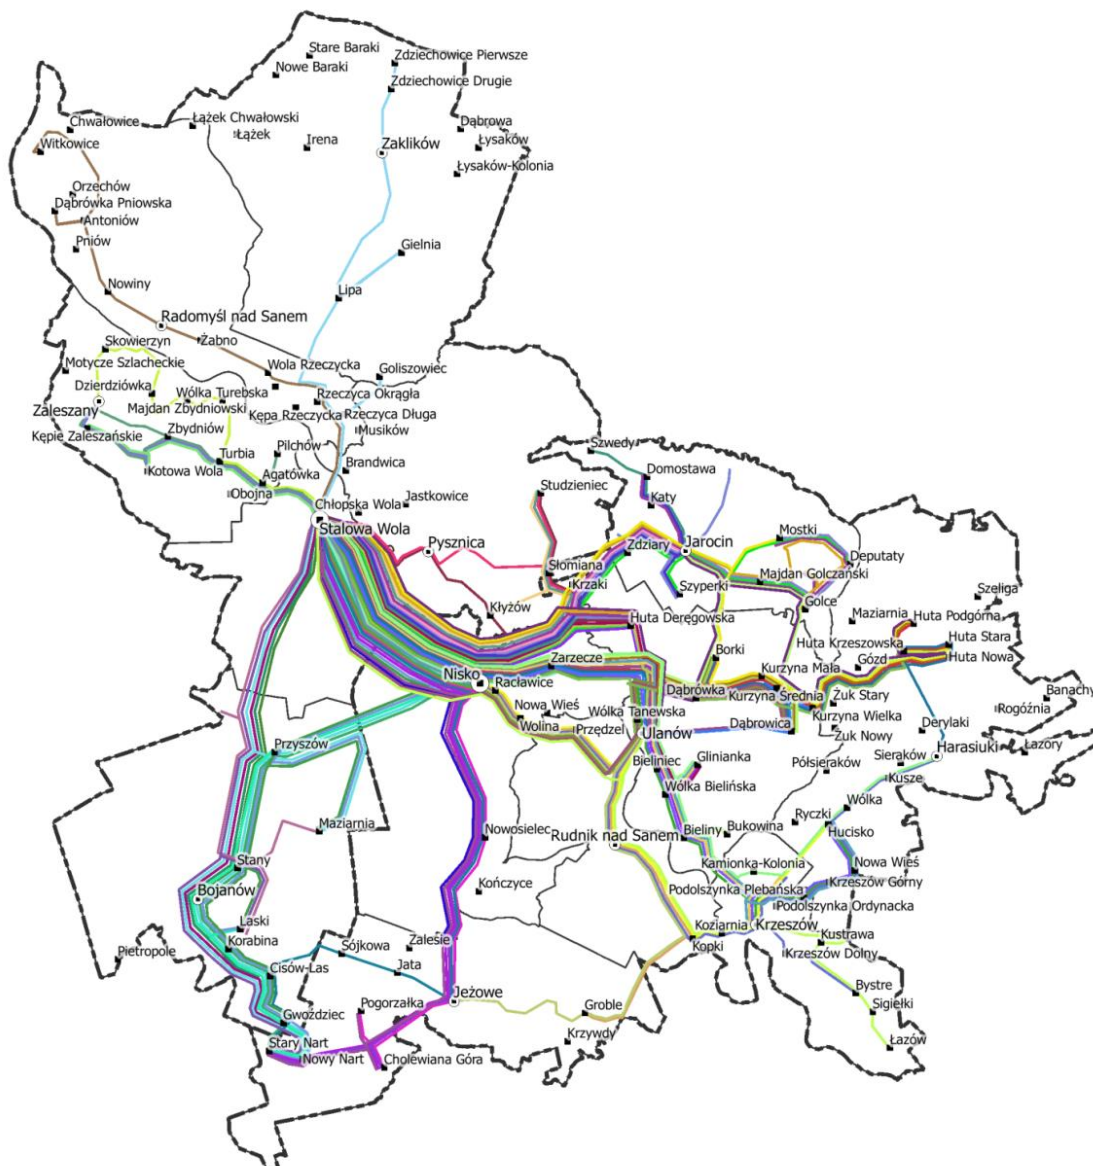 Stare Baraki
Zdziechowice Pierwsze
Nowe Baraki
Zdziechowice Drugie
Chwałowice
Łążek Chwałowski
Łążek
Dąbrowa
Witkowice
Irena
Zaklików
Łysaków
Łysaków-Kolonia
Orzechów
Dąbrówka Pniowska
Antoniów
Pniów
Gielnia
Nowiny
Lipa
Radomyśl nad Sanem
Skowierzyn
Żabno
Motycze Szlacheckie
Wola Rzeczycka
Goliszowiec
Dzierdziówka
Wólka Turebska
Rzeczyca Okrągła
Zaleszany
Majdan Zbydniowski
Kępa Rzeczycka
Rzeczyca Długa
Musików
Kępie Zaleszańskie
Zbydniów
Pilchów
Szwedy
Turbia
Kotowa Wola
Agatówka
Brandwica
Domostawa
Obojna
Studzieniec
Chłopska Wola
Jastkowice
Katy
Stalowa Wola
Mostki
Pysznica
Zdziary
Jarocin
Deputaty
Słomiana
Krzaki
Szyperki
Majdan Golczański
Szeliga
Kłyżów
Golce
Maziarnia
Huta Podgórna
Huta Deręgowska
Huta Krzeszowska
Huta Stara
Borki
Huta Nowa
Zarzecze
Kurzyna Mała
Gózd
Nisko
Racławice
Dąbrówka
Kurzyna Średnia
Żuk Stary
Banachy
Rogóźnia
Nowa Wieś
Wólka Tanewska
Kurzyna Wielka
Wolina
Przędzel
Ulanów
Dąbrowica
Żuk Nowy
Derylaki
Przyszów
Harasiuki
Łazory
Bieliniec
Glinianka
Półsieraków
Sieraków
Kusze
Wólka Bielińska
Maziarnia
Ryczki
Wólka
Nowosielec
Rudnik nad Sanem
Bieliny
Bukowina
Hucisko
Stany
Kamionka-Kolonia
Nowa Wieś
Bojanów
Kończyce
Podolszynka Plebańska
Krzeszów Górny
Podolszynka Ordynacka
Laski
Koziarnia
Krzeszów
Korabina
Zalesie
Kopki
Kustrawa
Pietropole
Sójkowa
Krzeszów Dolny
Cisów-Las
Jata
Bystre
Pogorzałka
Jeżowe
Groble
Sigiełki
Gwoździec
Krzywdy
Łazów
Stary Nart
Nowy Nart
Cholewiana Góra